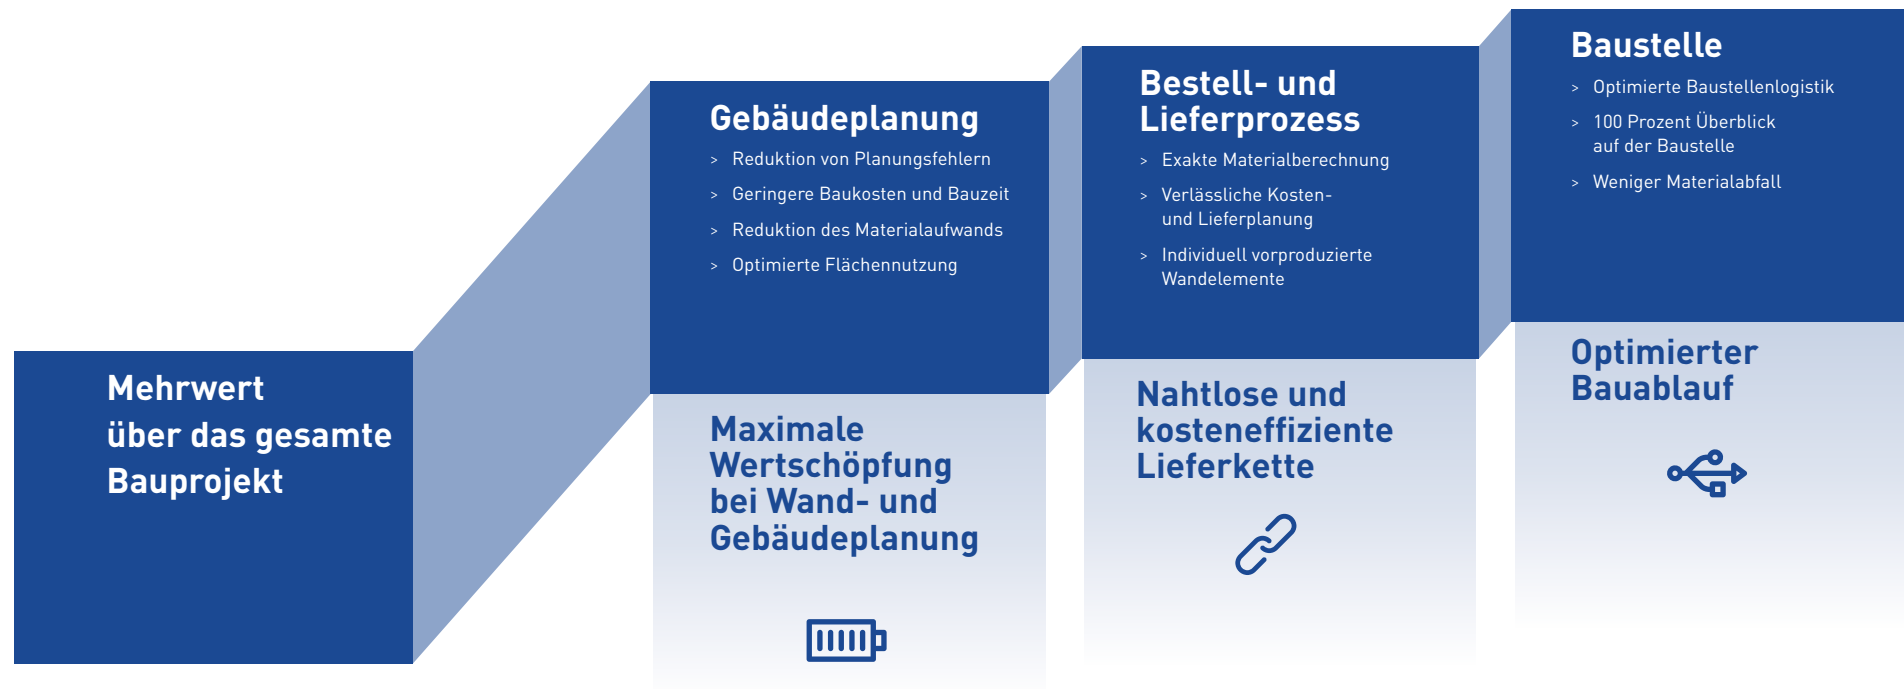 Mehrwert
über das gesamte
Bauprojekt
Gebäudeplanung
> Reduktion von Planungsfehlern
> Geringere Baukosten und Bauzeit
> Reduktion des Materialaufwands
> Optimierte Flächennutzung
Maximale
Wertschöpfung
bei Wand- und
Gebäudeplanung
Bestell- und
Lieferprozess
> Exakte Materialberechnung
> Verlässliche Kosten-
und Lieferplanung
> Individuell vorproduzierte
Wandelemente
Nahtlose und
kosteneffiziente
Lieferkette
Baustelle
> Optimierte Baustellenlogistik
> 100 Prozent Überblick
auf der Baustelle
> Weniger Materialabfall
Optimierter
Bauablauf